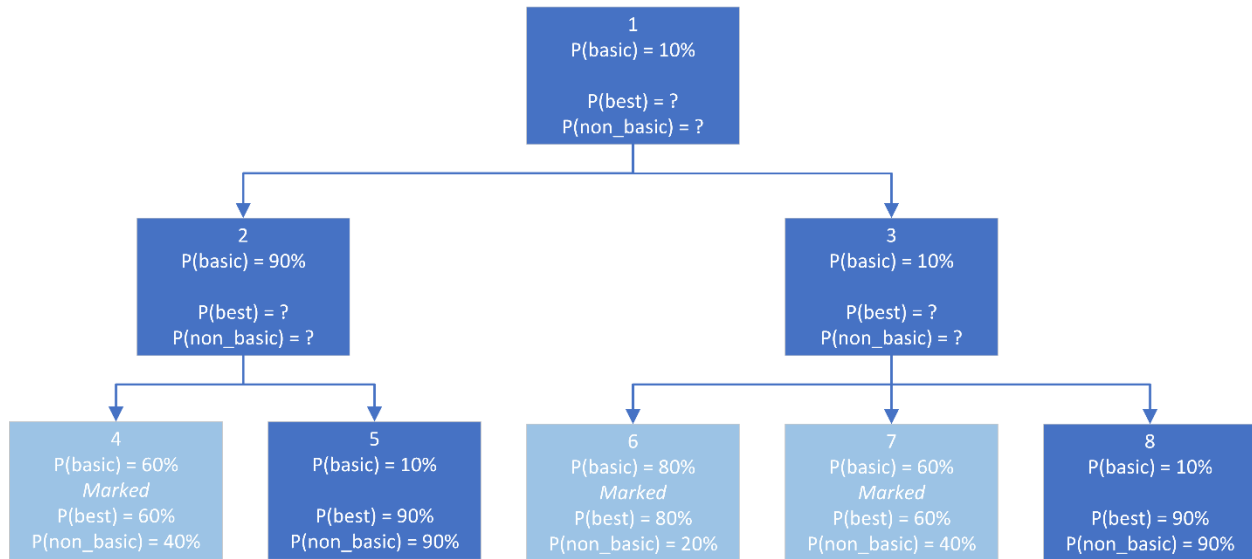 1
P(basic) = 10%
P(best) = ?
P(non_basic) = ?
2
P(basic) = 90%
P(best) = ?
P(non_basic) = ?
3
P(basic) = 10%
P(best) = ?
P(non_basic) = ?
4
P(basic) = 60%
Marked
P(best) = 60%
P(non_basic) = 40%
5
P(basic) = 10%
P(best) = 90%
P(non_basic) = 90%
6
P(basic) = 80%
Marked
P(best) = 80%
P(non_basic) = 20%
7
P(basic) = 60%
Marked
P(best) = 60%
P(non_basic) = 40%
8
P(basic) = 10%
P(best) = 90%
P(non_basic) = 90%